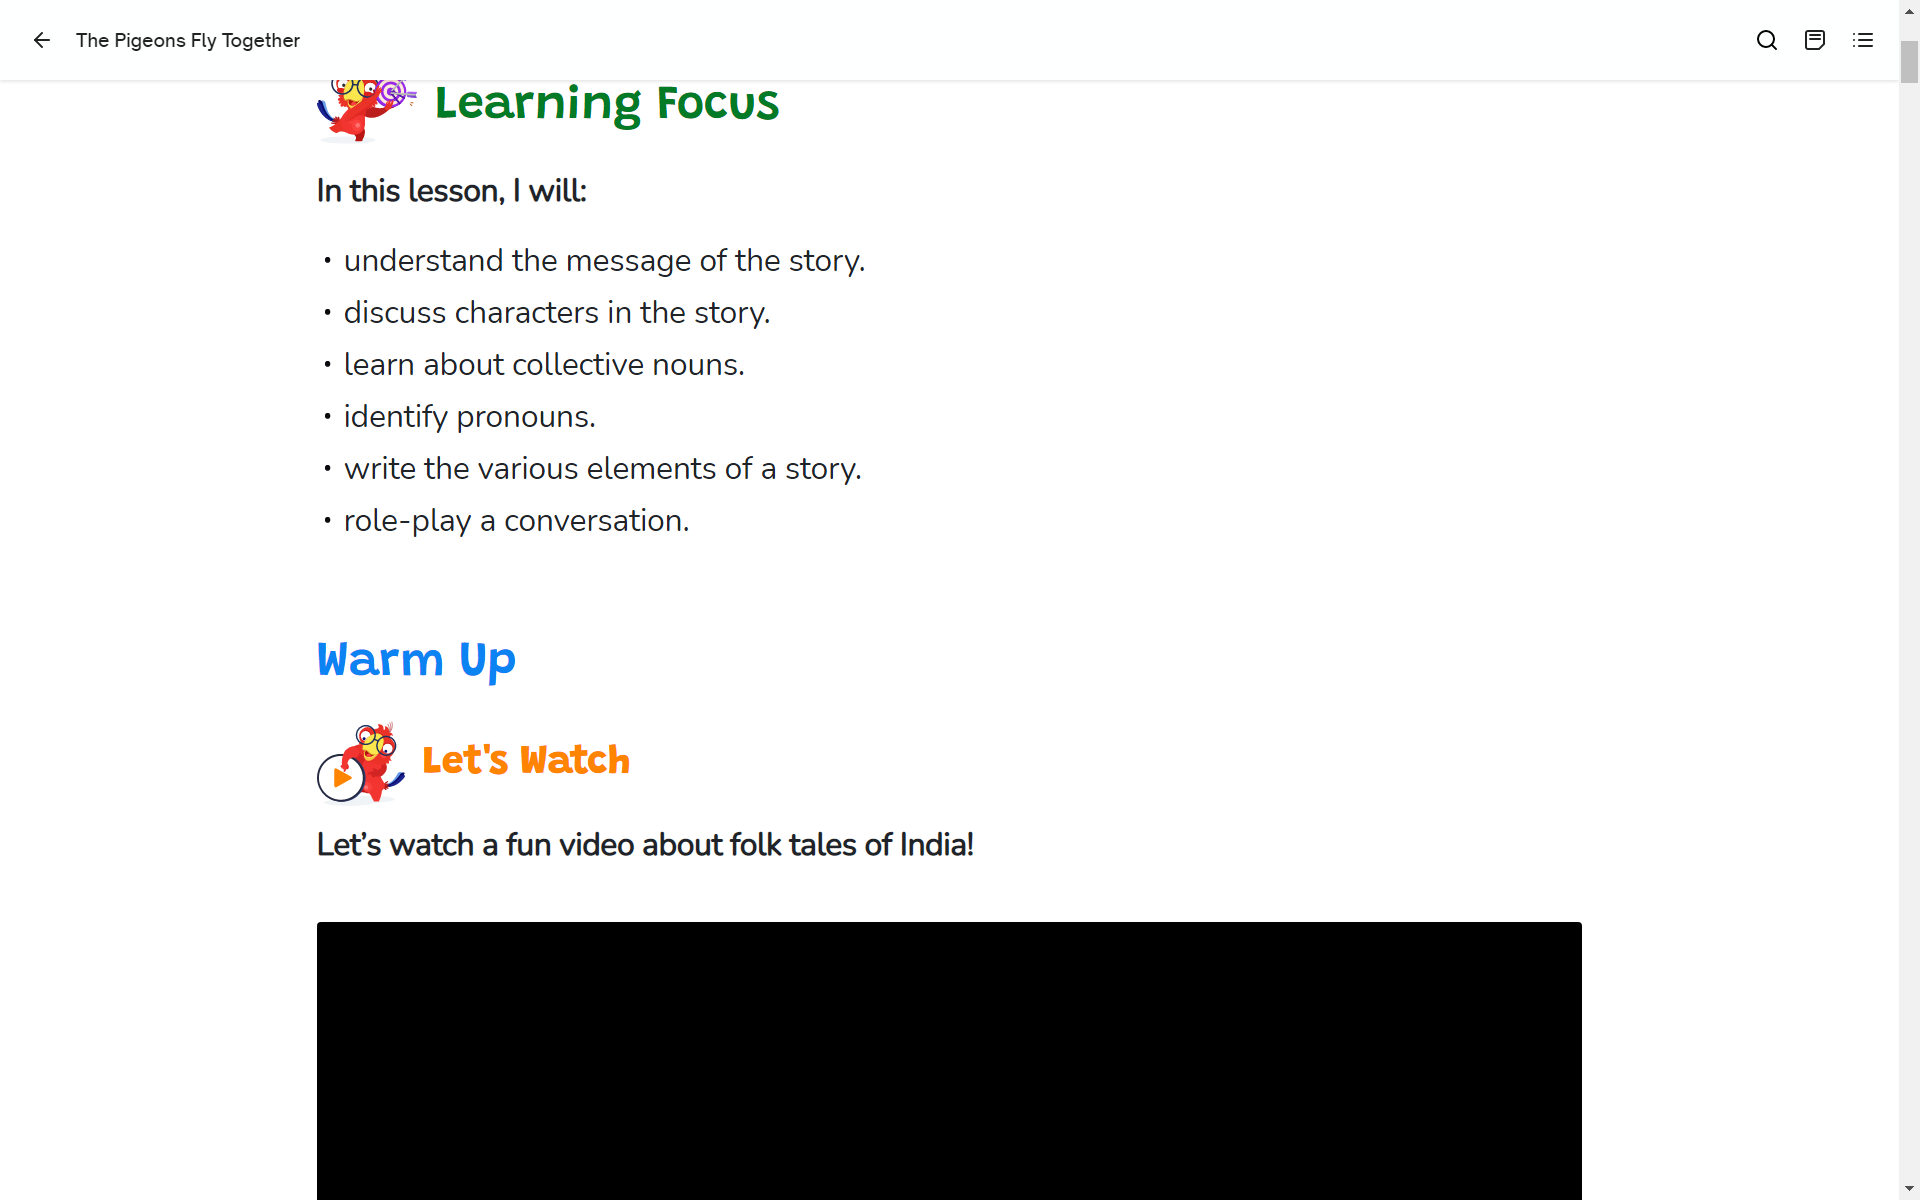 The Pigeons Fly Together
Learning Focus
In this lesson, I will:
• understand the message of the story.
• discuss characters in the story.
• learn about collective nouns.
• identify pronouns.
• write the various elements of a story.
• role-play a conversation.
Warm Up
Let's Watch
Let’s watch a fun video about folk tales of India!